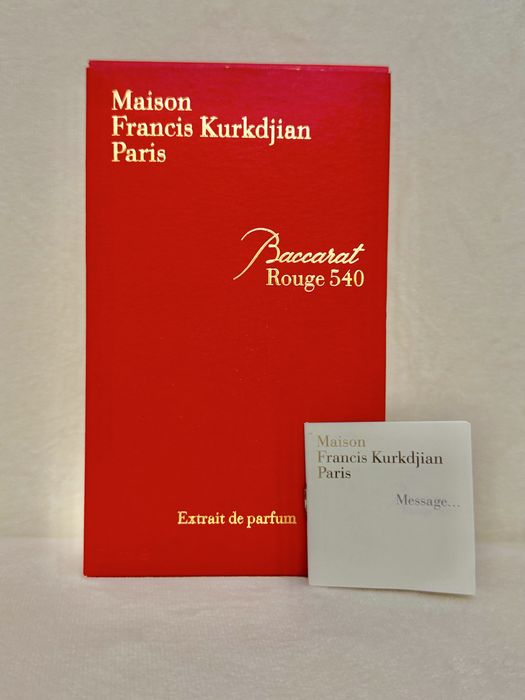 Maison
Francis Kurkdjian
Paris
Baccarat
Rouge 540
Extrait de parfum
Maison
Francis Kurkdjian
Paris
Message...